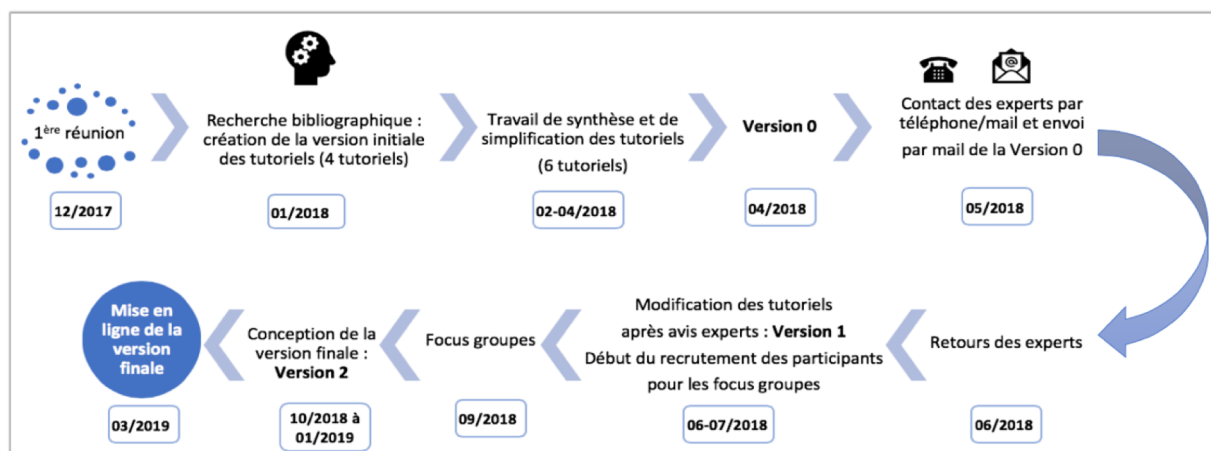 1ère réunion
12/2017
Recherche bibliographique :
création de la version initiale
des tutoriels (4 tutoriels)
01/2018
Travail de synthèse et de
simplification des tutoriels
(6 tutoriels)
02-04/2018
Version 0
04/2018
@
Contact des experts par
téléphone/mail et envoi
par mail de la Version 0
05/2018
Retours des experts
06/2018
Modification des tutoriels
après avis experts : Version 1
Début du recrutement des participants
pour les focus groupes
06-07/2018
Focus groupes
09/2018
Conception de la
version finale :
Version 2
10/2018 à
01/2019
Mise en
ligne de la
version
finale
03/2019